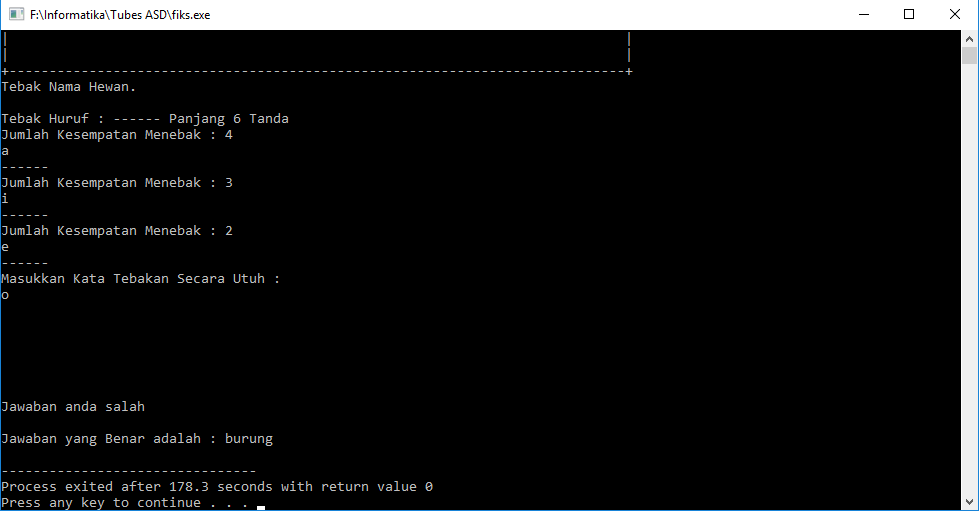 F:\Informatika\Tubes ASD\fiks.exe
|                                                                             |
|                                                                             |
+-----------------------------------------------------------------------------+
Tebak Nama Hewan.
Tebak Huruf : ------ Panjang 6 Tanda
Jumlah Kesempatan Menebak : 4
a
------
Jumlah Kesempatan Menebak : 3
i
------
Jumlah Kesempatan Menebak : 2
e
------
Masukkan Kata Tebakan Secara Utuh :
o
Jawaban anda salah
Jawaban yang Benar adalah : burung
--------------------------------
Process exited after 178.3 seconds with return value 0
Press any key to continue . . .